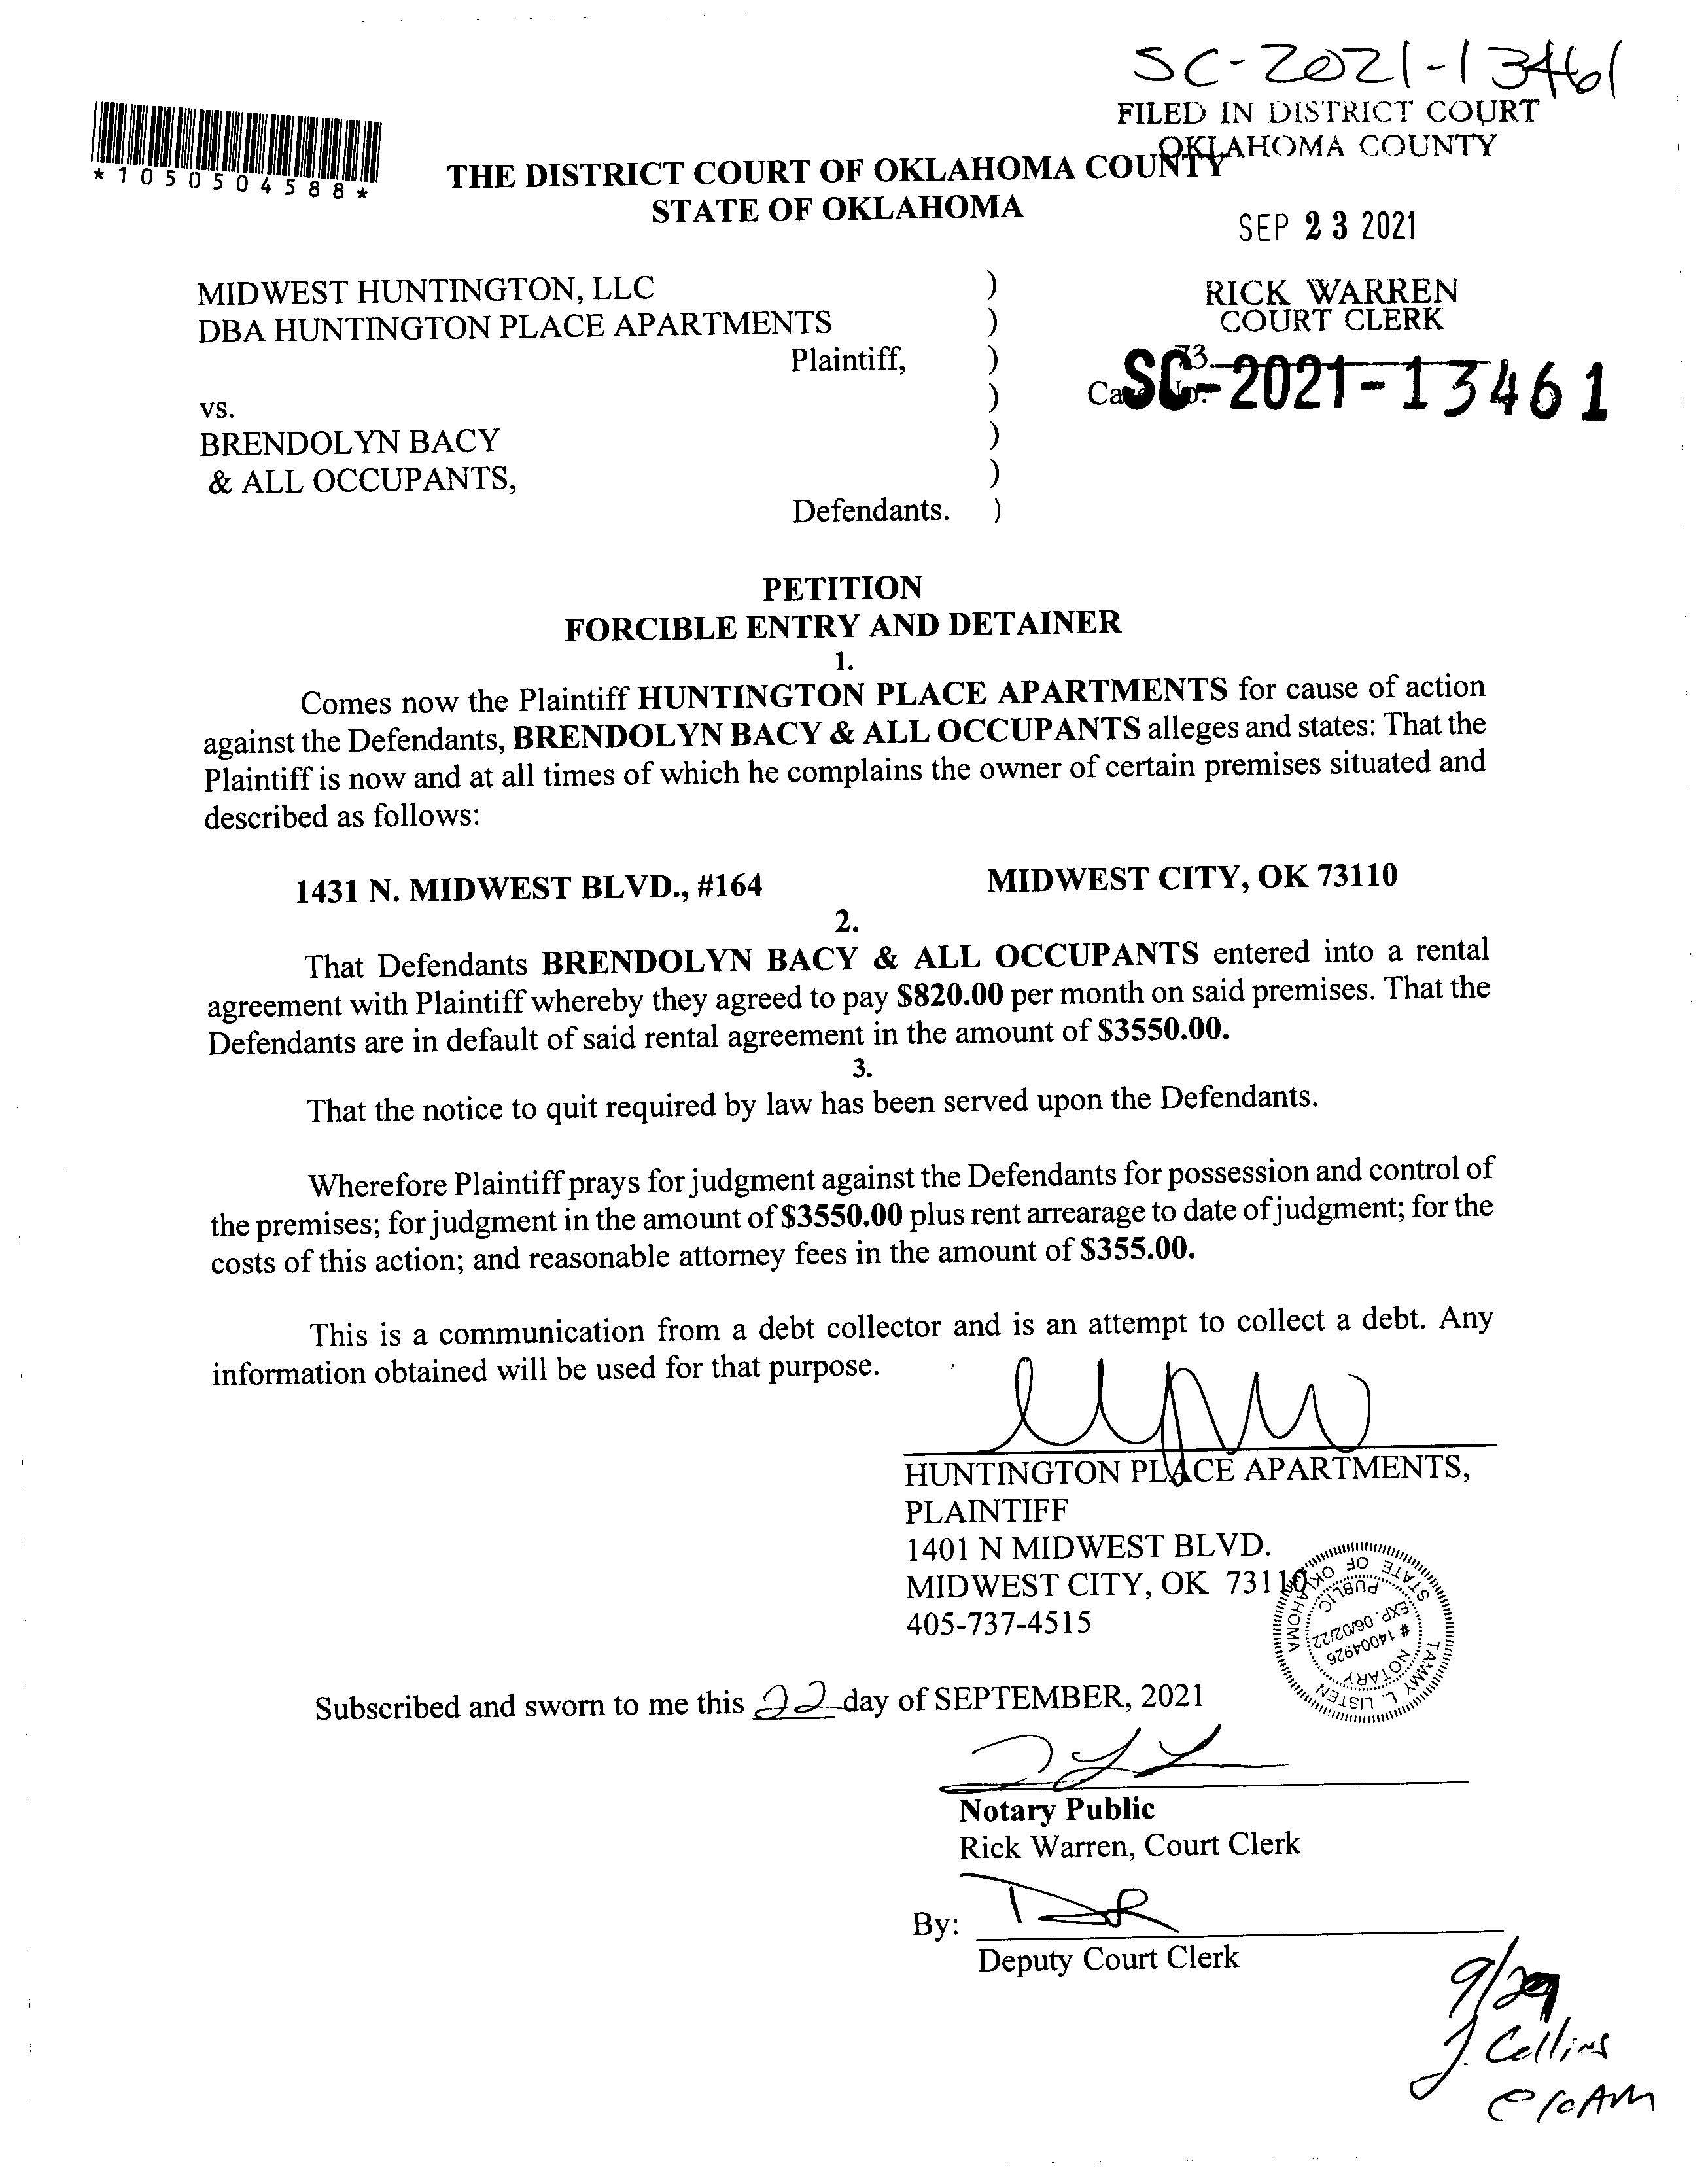 SC-2021-13461
FILED IN DISTRICT COURT
OKLAHOMA COUNTY
*1050504588*
THE DISTRICT COURT OF OKLAHOMA COUNTY
STATE OF OKLAHOMA
SEP 23 2021
MIDWEST HUNTINGTON, LLC )
DBA HUNTINGTON PLACE APARTMENTS )
Plaintiff, )
)
vs.
BRENDOLYN BACY )
& ALL OCCUPANTS, )
Defendants. )
RICK WARREN
COURT CLERK
73
Case No.
SC-2021-13461
PETITION
FORCIBLE ENTRY AND DETAINER
1.
Comes now the Plaintiff HUNTINGTON PLACE APARTMENTS for cause of action
against the Defendants, BRENDOLYN BACY & ALL OCCUPANTS alleges and states: That the
Plaintiff is now and at all times of which he complains the owner of certain premises situated and
described as follows:
1431 N. MIDWEST BLVD., #164 MIDWEST CITY, OK 73110
2.
That Defendants BRENDOLYN BACY & ALL OCCUPANTS entered into a rental
agreement with Plaintiff whereby they agreed to pay $820.00 per month on said premises. That the
Defendants are in default of said rental agreement in the amount of $3550.00.
3.
That the notice to quit required by law has been served upon the Defendants.
Wherefore Plaintiff prays for judgment against the Defendants for possession and control of
the premises; for judgment in the amount of $3550.00 plus rent arrearage to date of judgment; for the
costs of this action; and reasonable attorney fees in the amount of $355.00.
This is a communication from a debt collector and is an attempt to collect a debt. Any
information obtained will be used for that purpose.
HUNTINGTON PLACE APARTMENTS,
PLAINTIFF
1401 N MIDWEST BLVD.
MIDWEST CITY, OK 73110
405-737-4515
TAMMY L. LISTEN
STATE OF OKLAHOMA
NOTARY
# 14004926
EXP. 06/02/22
PUBLIC
Subscribed and sworn to me this 22 day of SEPTEMBER, 2021
Notary Public
Rick Warren, Court Clerk
By:
Deputy Court Clerk
9/29
J. Collins
@10AM